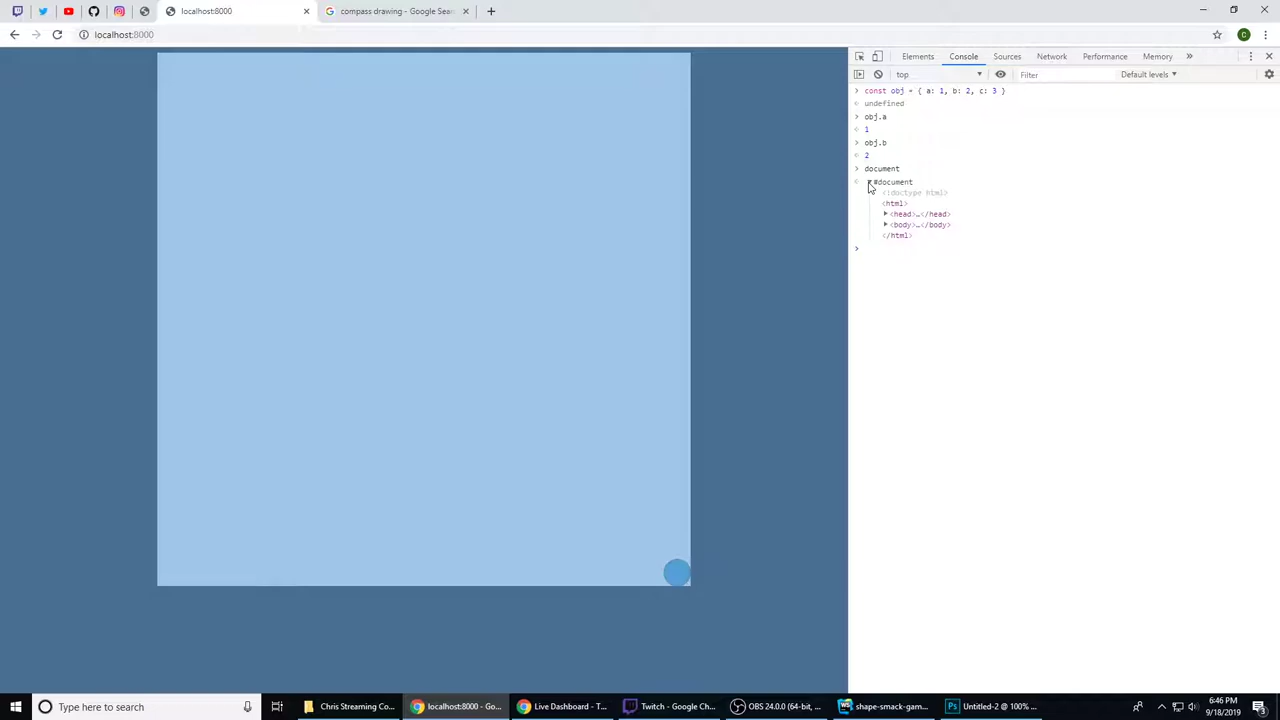 localhost:8000
compass drawing - Google Sear
localhost:8000
Elements Console Sources Network Performance Memory »
top Filter Default levels
const obj = { a: 1, b: 2, c: 3 }
undefined
obj.a
1
obj.b
2
document
#document
<!doctype html>
<html>
<head>…</head>
<body>…</body>
</html>
Type here to search
Chris Streaming Co...
localhost:8000 - Go...
Live Dashboard - T...
Twitch - Google Ch...
OBS 24.0.0 (64-bit, ...
shape-smack-gam...
Untitled-2 @ 100% ...
6:46 PM
9/18/2019